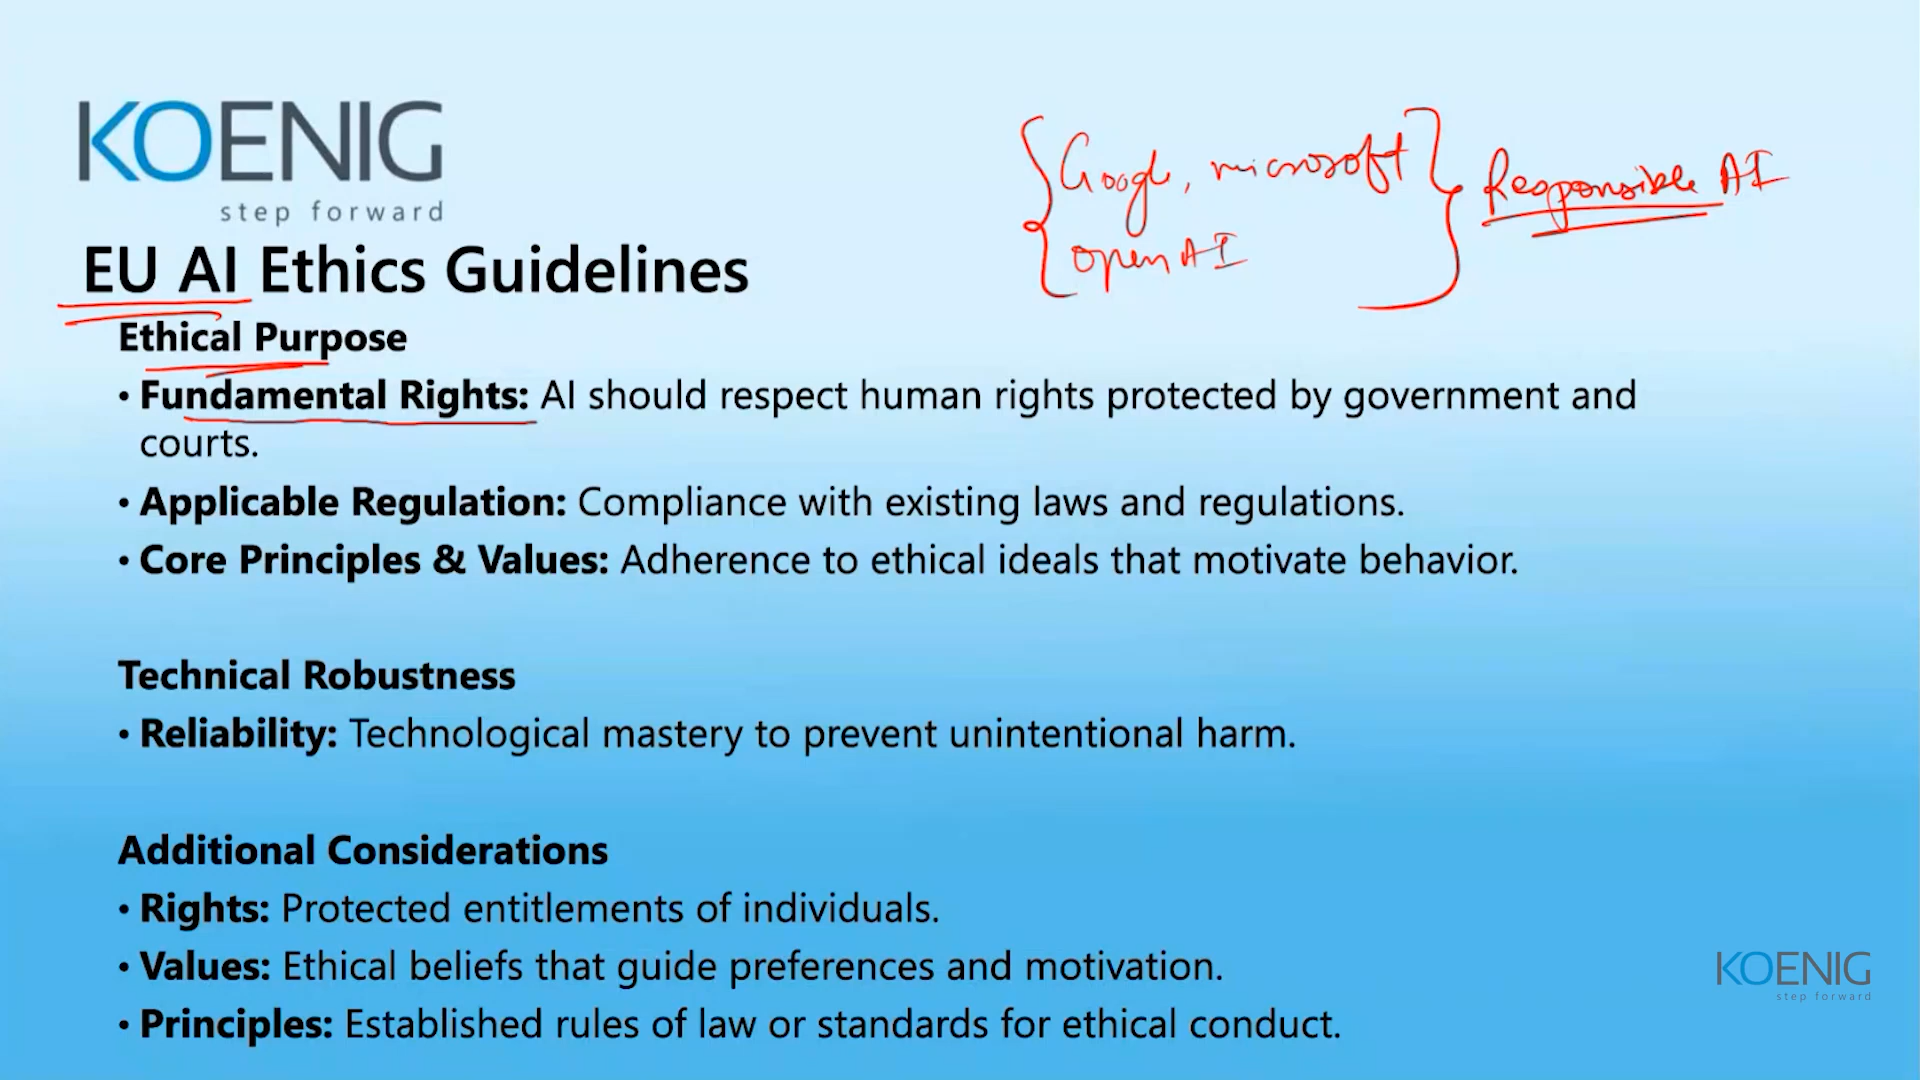 KOENIG
step forward
Google, microsoft
openAI
Responsible AI
EU AI Ethics Guidelines
Ethical Purpose
• Fundamental Rights: AI should respect human rights protected by government and
courts.
• Applicable Regulation: Compliance with existing laws and regulations.
• Core Principles & Values: Adherence to ethical ideals that motivate behavior.
Technical Robustness
• Reliability: Technological mastery to prevent unintentional harm.
Additional Considerations
• Rights: Protected entitlements of individuals.
• Values: Ethical beliefs that guide preferences and motivation.
• Principles: Established rules of law or standards for ethical conduct.
KOENIG
step forward